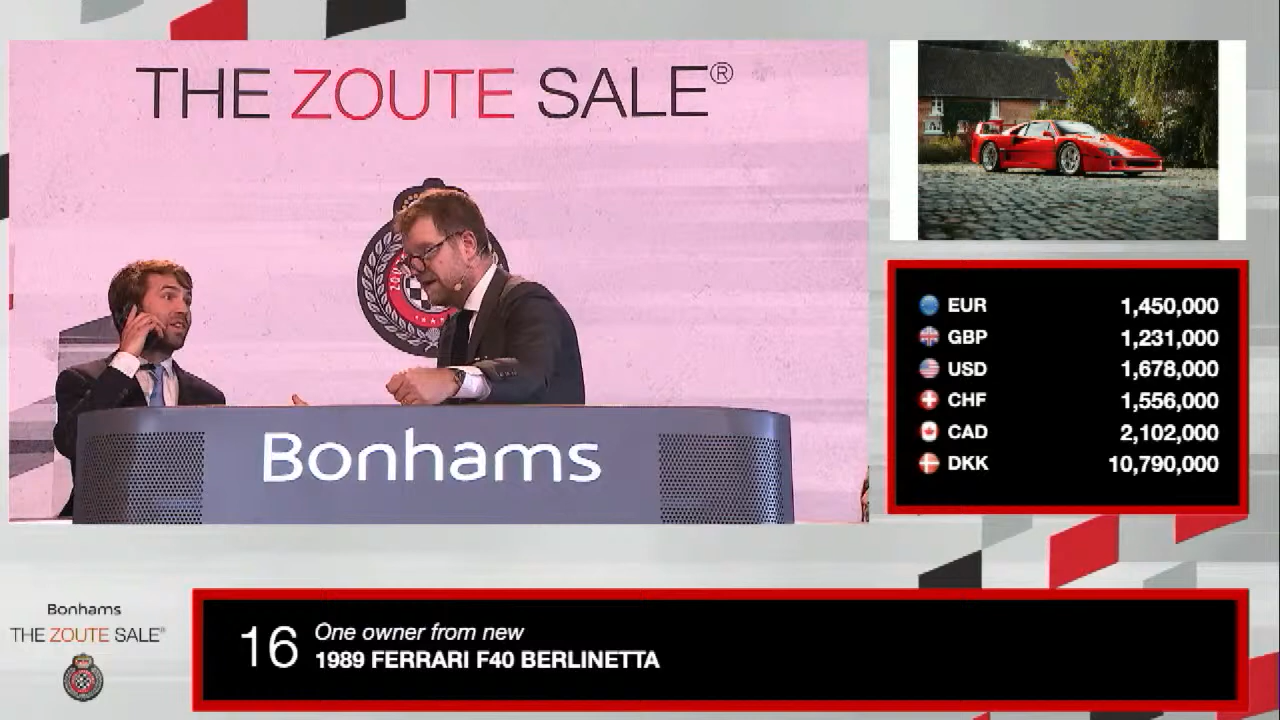 THE ZOUTE SALE®
ZOU
Bonhams
EUR 1,450,000
GBP 1,231,000
USD 1,678,000
CHF 1,556,000
CAD 2,102,000
DKK 10,790,000
Bonhams
THE ZOUTE SALE®
16
One owner from new
1989 FERRARI F40 BERLINETTA